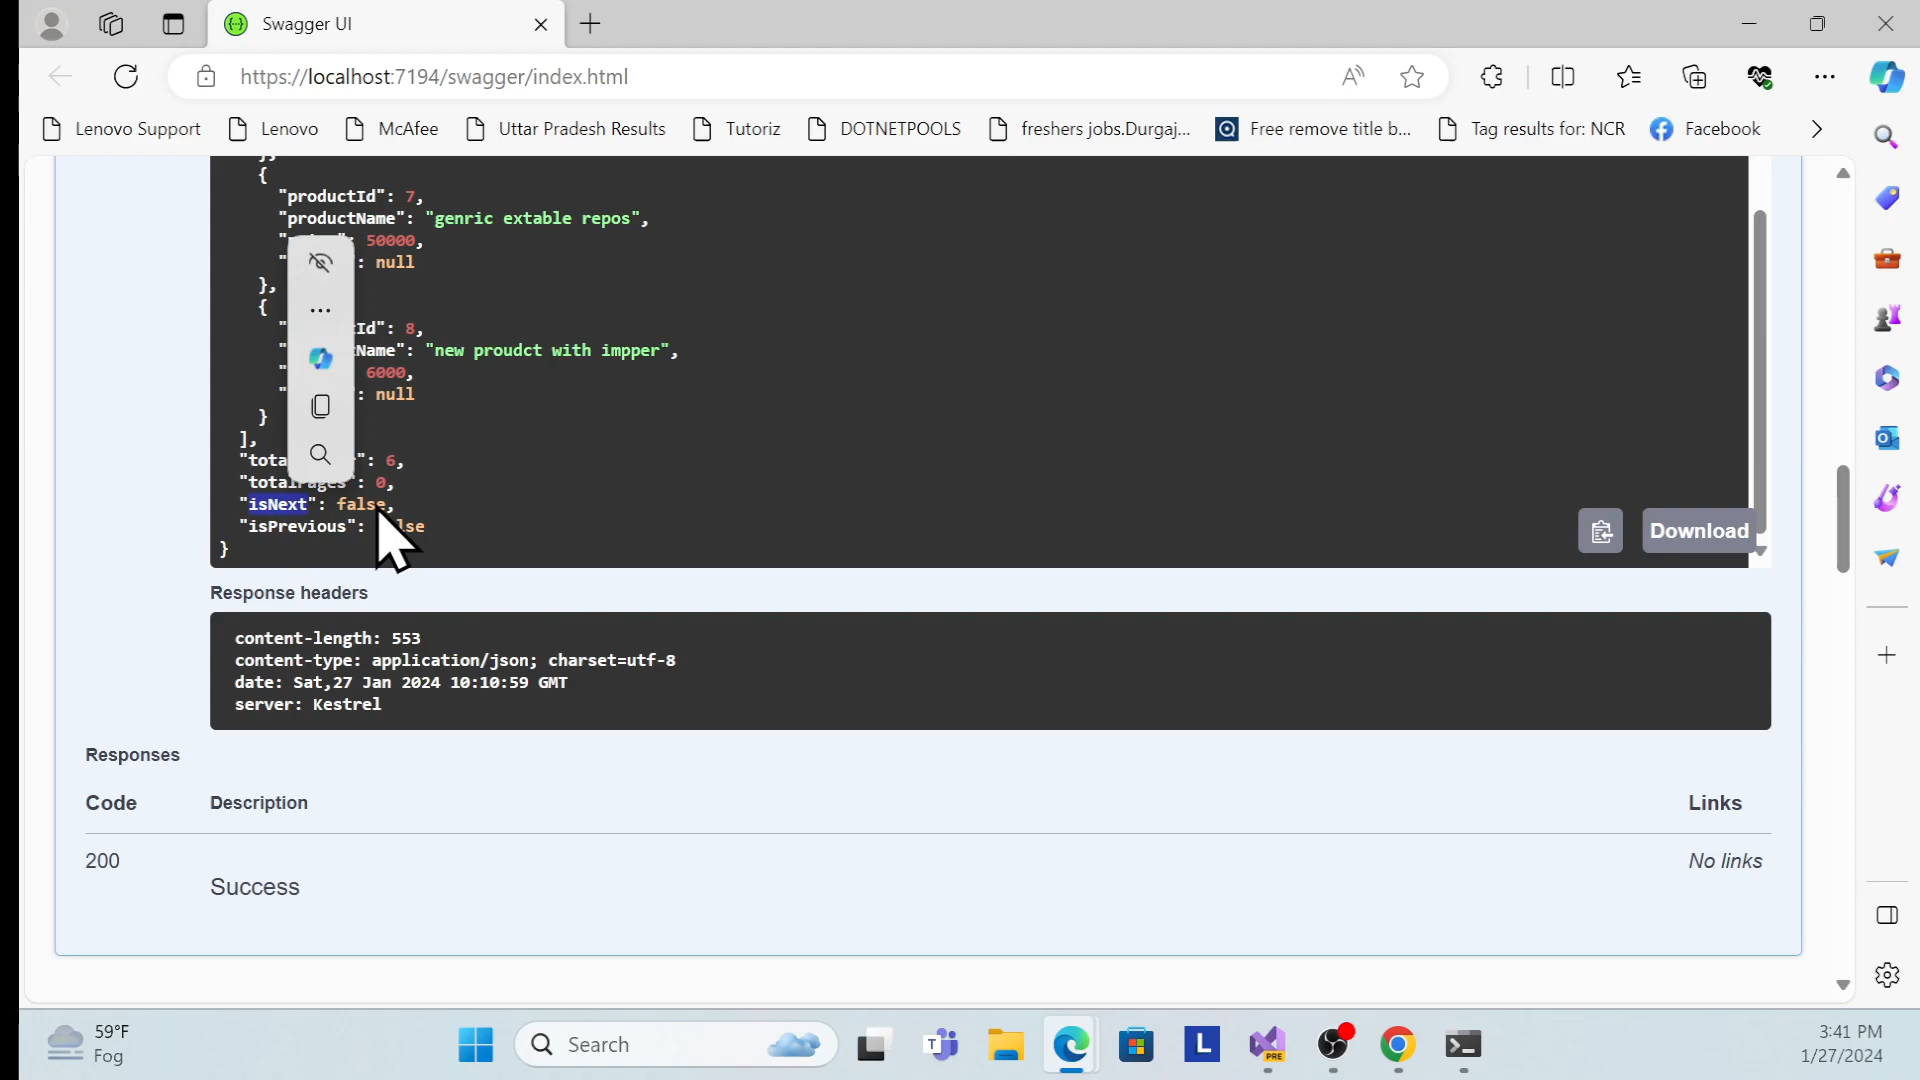 Swagger UI
https://localhost:7194/swagger/index.html
Lenovo Support
Lenovo
McAfee
Uttar Pradesh Results
Tutoriz
DOTNETPOOLS
freshers jobs.Durgaj...
Free remove title b...
Tag results for: NCR
Facebook
{
"productId": 7,
"productName": "genric extable repos",
50000,
: null
},
{
Id": 8,
Name": "new proudct with impper",
6000,
: null
}
],
"tota ": 6,
"totalPages": 0,
"isNext": false,
"isPrevious": lse
}
Download
Response headers
content-length: 553
content-type: application/json; charset=utf-8
date: Sat,27 Jan 2024 10:10:59 GMT
server: Kestrel
Responses
Code
Description
Links
200
Success
No links
59°F
Fog
Search
T
L
PRE
3:41 PM
1/27/2024